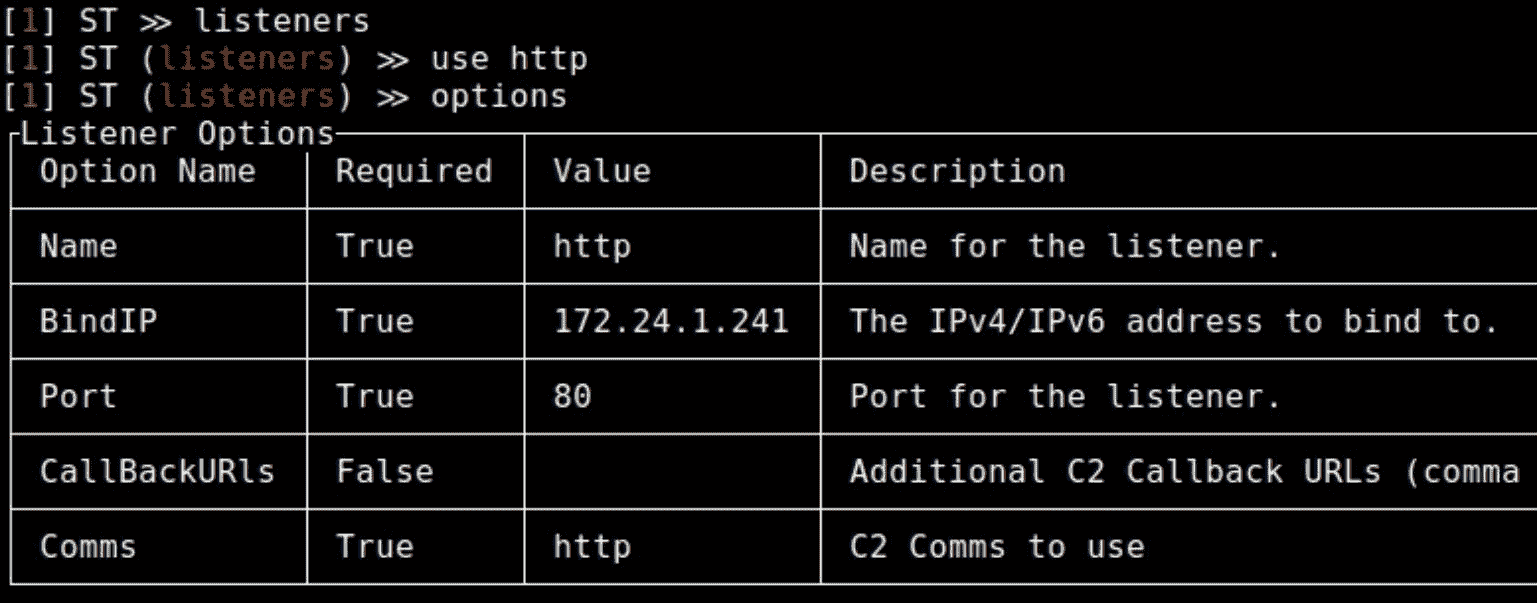 [1] ST ≫ listeners
[1] ST (listeners) ≫ use http
[1] ST (listeners) ≫ options
Listener Options
Option Name Required Value Description
Name True http Name for the listener.
BindIP True 172.24.1.241 The IPv4/IPv6 address to bind to.
Port True 80 Port for the listener.
CallBackURls False Additional C2 Callback URLs (comma
Comms True http C2 Comms to use